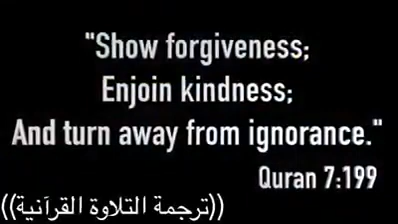 "Show forgiveness;
Enjoin kindness;
And turn away from ignorance."
Quran 7:199
((ترجمة التلاوة القرآنية))